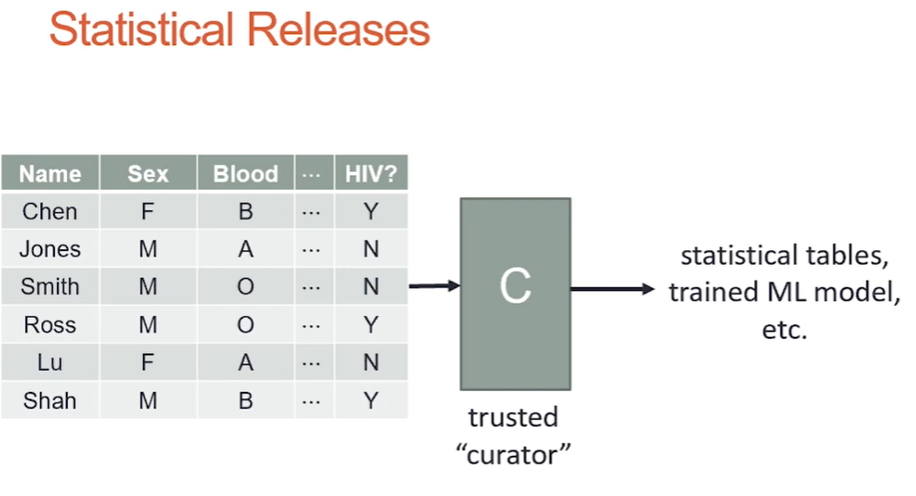 Statistical Releases
Name Sex Blood ... HIV?
Chen F B ... Y
Jones M A ... N
Smith M O ... N
Ross M O ... Y
Lu F A ... N
Shah M B ... Y
C
trusted
“curator”
statistical tables,
trained ML model,
etc.